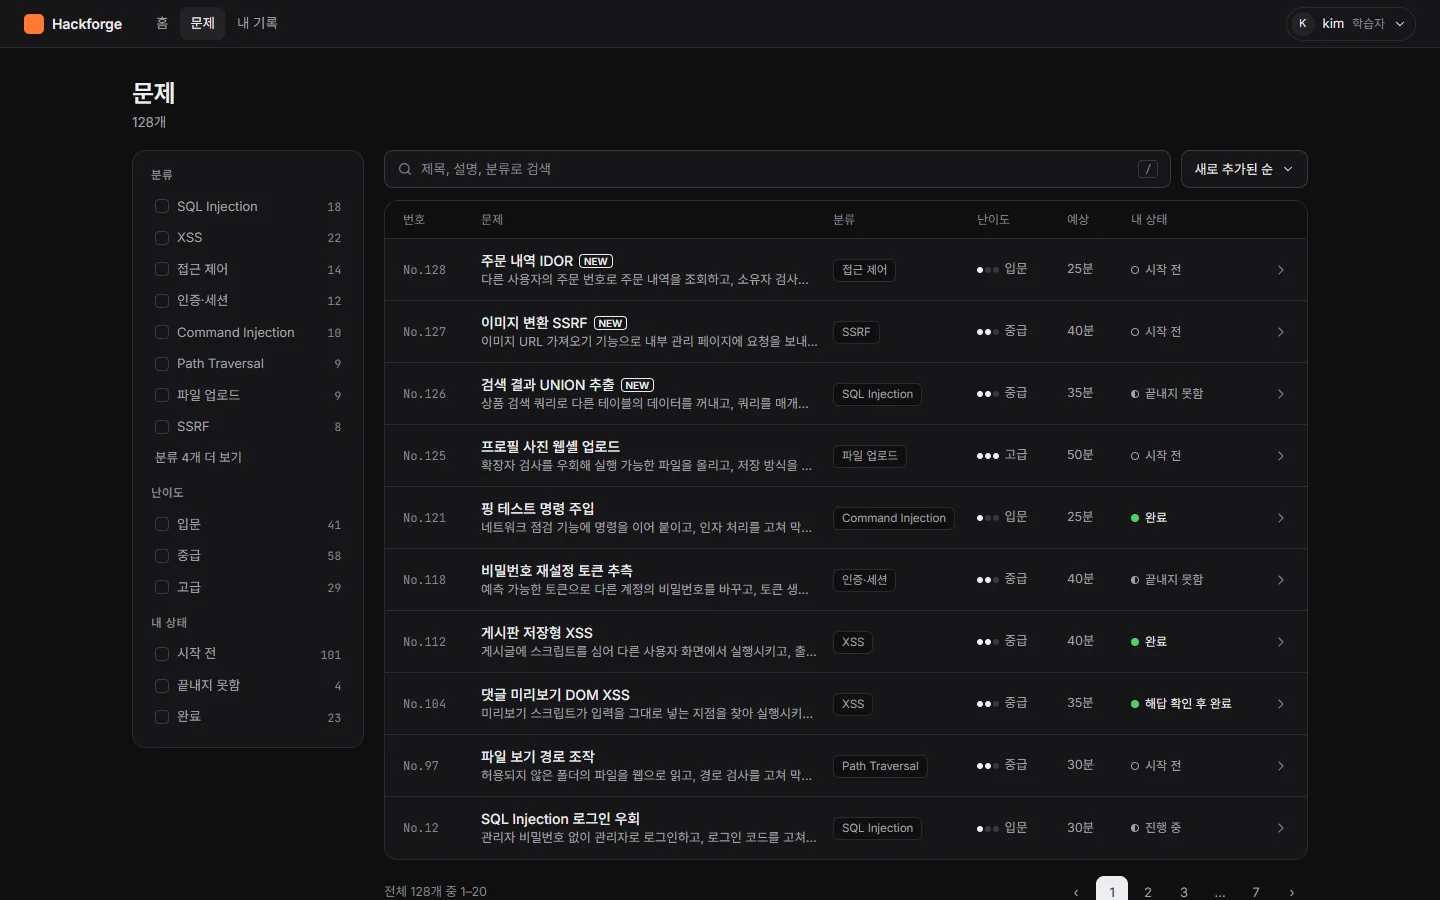 Hackforge 홈 문제 내 기록 K kim 학습자
문제
128개
분류
SQL Injection 18
XSS 22
접근 제어 14
인증·세션 12
Command Injection 10
Path Traversal 9
파일 업로드 9
SSRF 8
분류 4개 더 보기
난이도
입문 41
중급 58
고급 29
내 상태
시작 전 101
끝내지 못함 4
완료 23
제목, 설명, 분류로 검색 /
새로 추가된 순
번호 문제 분류 난이도 예상 내 상태
No.128 주문 내역 IDOR NEW 접근 제어 입문 25분 시작 전
다른 사용자의 주문 번호로 주문 내역을 조회하고, 소유자 검사...
No.127 이미지 변환 SSRF NEW SSRF 중급 40분 시작 전
이미지 URL 가져오기 기능으로 내부 관리 페이지에 요청을 보내...
No.126 검색 결과 UNION 추출 NEW SQL Injection 중급 35분 끝내지 못함
상품 검색 쿼리로 다른 테이블의 데이터를 꺼내고, 쿼리를 매개...
No.125 프로필 사진 웹셸 업로드 파일 업로드 고급 50분 시작 전
확장자 검사를 우회해 실행 가능한 파일을 올리고, 저장 방식을 ...
No.121 핑 테스트 명령 주입 Command Injection 입문 25분 완료
네트워크 점검 기능에 명령을 이어 붙이고, 인자 처리를 고쳐 막...
No.118 비밀번호 재설정 토큰 추측 인증·세션 중급 40분 끝내지 못함
예측 가능한 토큰으로 다른 계정의 비밀번호를 바꾸고, 토큰 생...
No.112 게시판 저장형 XSS XSS 중급 40분 완료
게시글에 스크립트를 심어 다른 사용자 화면에서 실행시키고, 출...
No.104 댓글 미리보기 DOM XSS XSS 중급 35분 해답 확인 후 완료
미리보기 스크립트가 입력을 그대로 넣는 지점을 찾아 실행시키...
No.97 파일 보기 경로 조작 Path Traversal 중급 30분 시작 전
허용되지 않은 폴더의 파일을 웹으로 읽고, 경로 검사를 고쳐 막...
No.12 SQL Injection 로그인 우회 SQL Injection 입문 30분 진행 중
관리자 비밀번호 없이 관리자로 로그인하고, 로그인 코드를 고쳐...
전체 128개 중 1–20 ‹ 1 2 3 … 7 ›